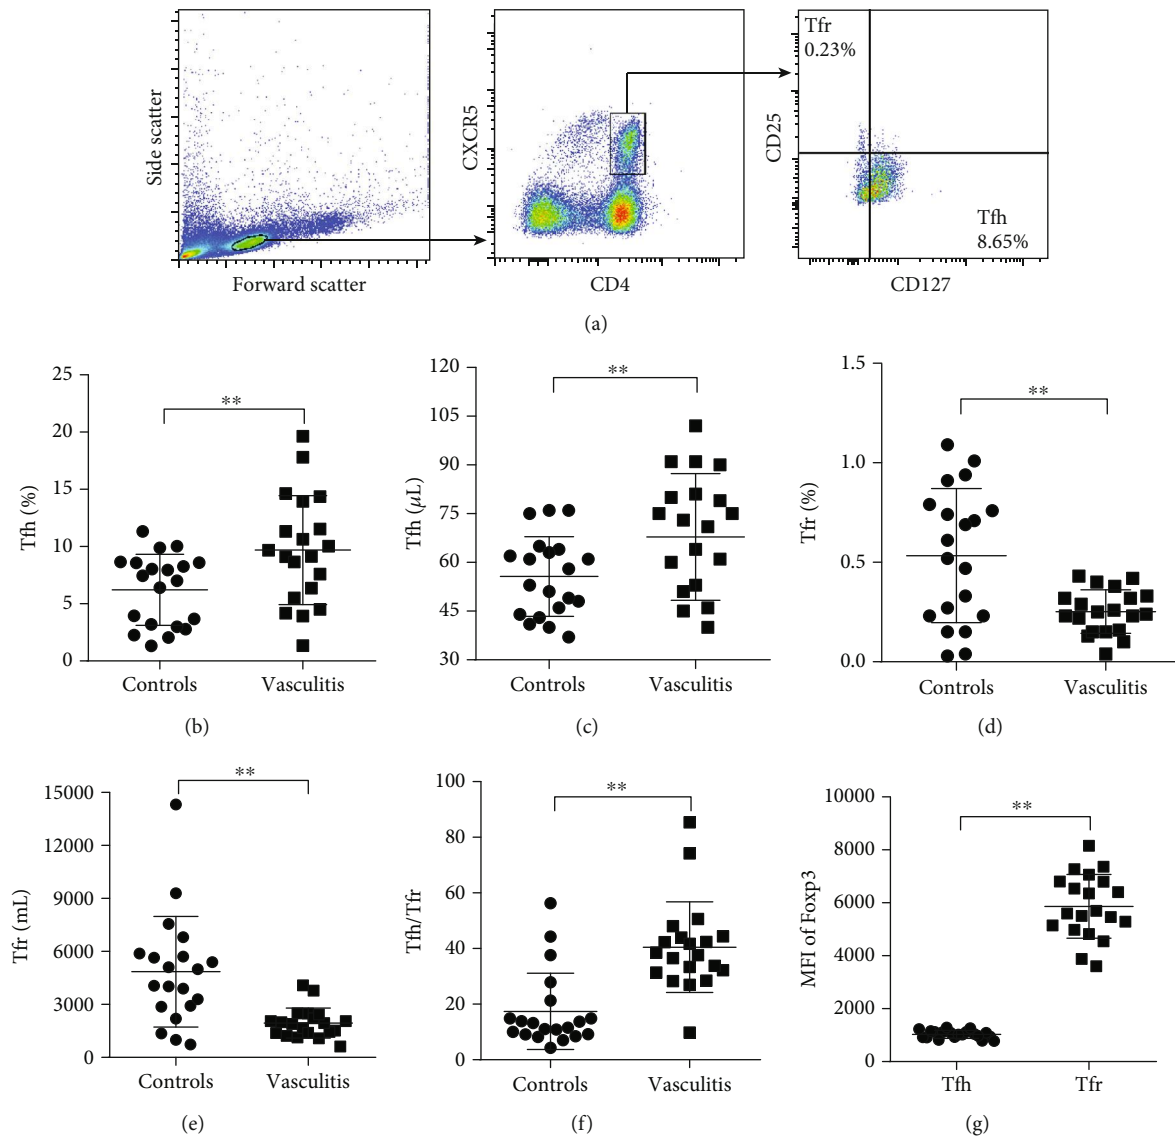 Side scatter
Forward scatter
CXCR5
CD4
CD25
CD127
Tfr
0.23%
Tfh
8.65%
(a)
Tfh (%)
25
20
15
10
5
0
**
Controls
Vasculitis
(b)
Tfh (μL)
120
105
90
75
60
45
30
**
Controls
Vasculitis
(c)
Tfr (%)
1.5
1.0
0.5
0.0
**
Controls
Vasculitis
(d)
Tfr (mL)
15000
12000
9000
6000
3000
0
**
Controls
Vasculitis
(e)
Tfh/Tfr
100
80
60
40
20
0
**
Controls
Vasculitis
(f)
MFI of Foxp3
10000
8000
6000
4000
2000
0
**
Tfh
Tfr
(g)